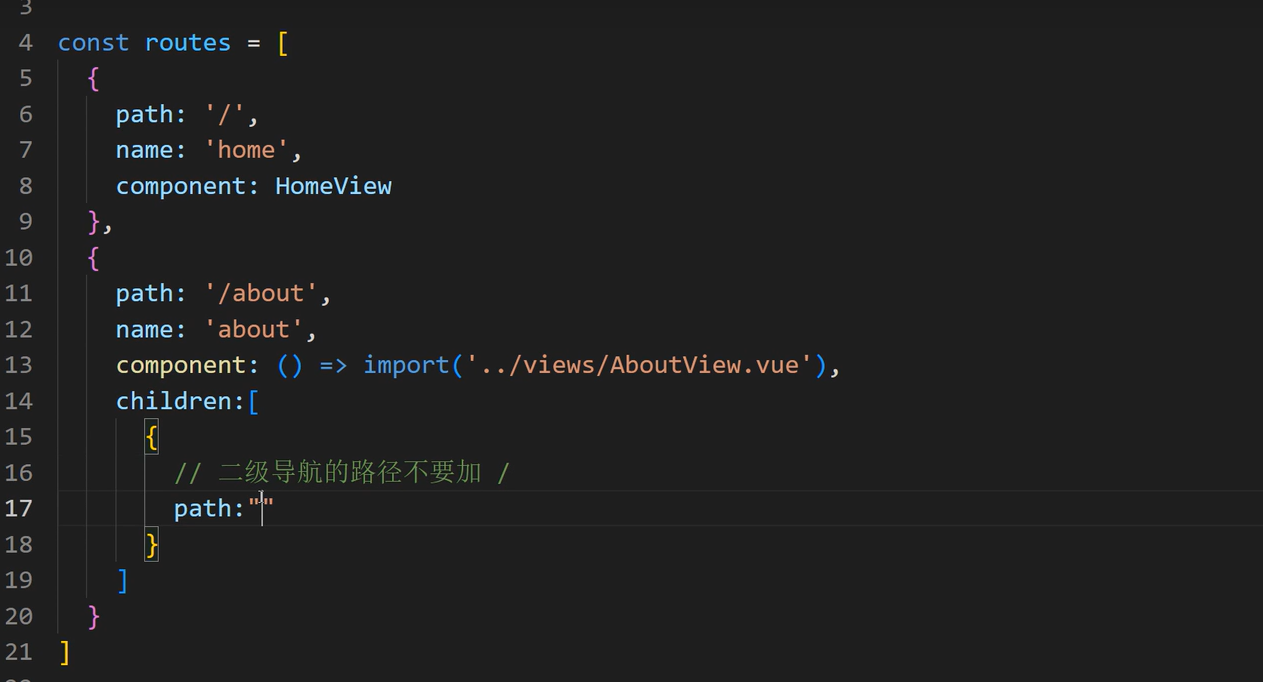 3
4 const routes = [
5 {
6 path: '/',
7 name: 'home',
8 component: HomeView
9 },
10 {
11 path: '/about',
12 name: 'about',
13 component: () => import('../views/AboutView.vue'),
14 children:[
15 {
16 // 二级导航的路径不要加 /
17 path:""
18 }
19 ]
20 }
21 ]